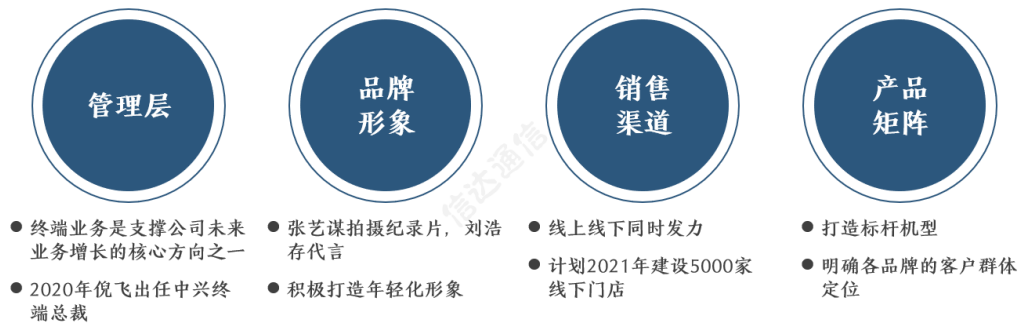 管理层
品牌
形象
销售
渠道
产品
矩阵
● 终端业务是支撑公司未来
业务增长的核心方向之一
● 2020年倪飞出任中兴终
端总裁
● 张艺谋拍摄纪录片，刘浩
存代言
● 积极打造年轻化形象
● 线上线下同时发力
● 计划2021年建设5000家
线下门店
● 打造标杆机型
● 明确各品牌的客户群体
定位
信达通信